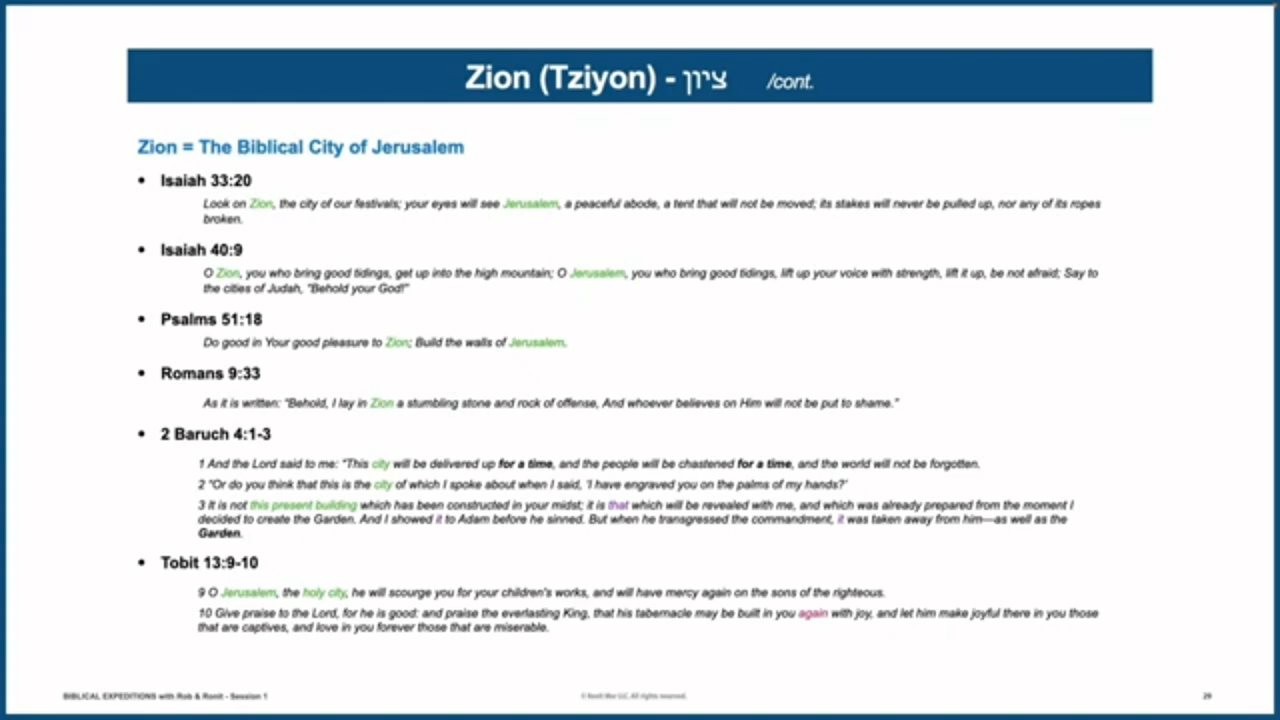 Zion (Tziyon) - ציון /cont.
Zion = The Biblical City of Jerusalem
• Isaiah 33:20
Look on Zion, the city of our festivals; your eyes will see Jerusalem, a peaceful abode, a tent that will not be moved; its stakes will never be pulled up, nor any of its ropes
broken.
• Isaiah 40:9
O Zion, you who bring good tidings, get up into the high mountain; O Jerusalem, you who bring good tidings, lift up your voice with strength, lift it up, be not afraid; Say to
the cities of Judah, "Behold your God!"
• Psalms 51:18
Do good in Your good pleasure to Zion; Build the walls of Jerusalem.
• Romans 9:33
As it is written: "Behold, I lay in Zion a stumbling stone and rock of offense, And whoever believes on Him will not be put to shame."
• 2 Baruch 4:1-3
1 And the Lord said to me: "This city will be delivered up for a time, and the people will be chastened for a time, and the world will not be forgotten.
2 "Or do you think that this is the city of which I spoke about when I said, 'I have engraved you on the palms of my hands?'
3 It is not this present building which has been constructed in your midst; it is that which will be revealed with me, and which was already prepared from the moment I
decided to create the Garden. And I showed it to Adam before he sinned. But when he transgressed the commandment, it was taken away from him—as well as the
Garden.
• Tobit 13:9-10
9 O Jerusalem, the holy city, he will scourge you for your children's works, and will have mercy again on the sons of the righteous.
10 Give praise to the Lord, for he is good: and praise the everlasting King, that his tabernacle may be built in you again with joy, and let him make joyful there in you those
that are captives, and love in you forever those that are miserable.
BIBLICAL EXPEDITIONS with Rob & Ronit - Session 1
© Ronit Mor LLC. All rights reserved.
29